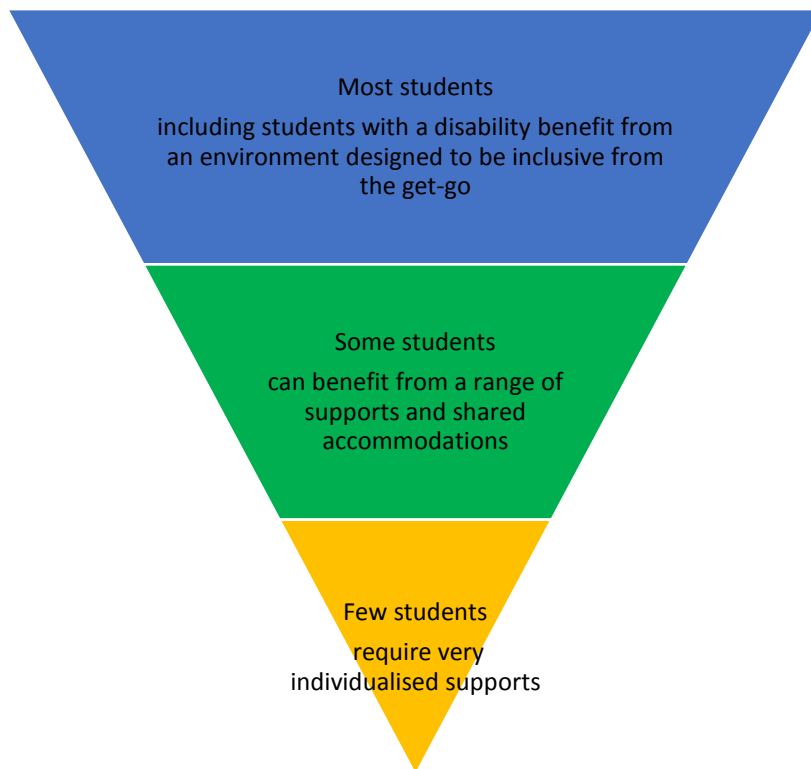 Most students
including students with a disability benefit from
an environment designed to be inclusive from
the get-go
Some students
can benefit from a range of
supports and shared
accommodations
Few students
require very
individualised supports